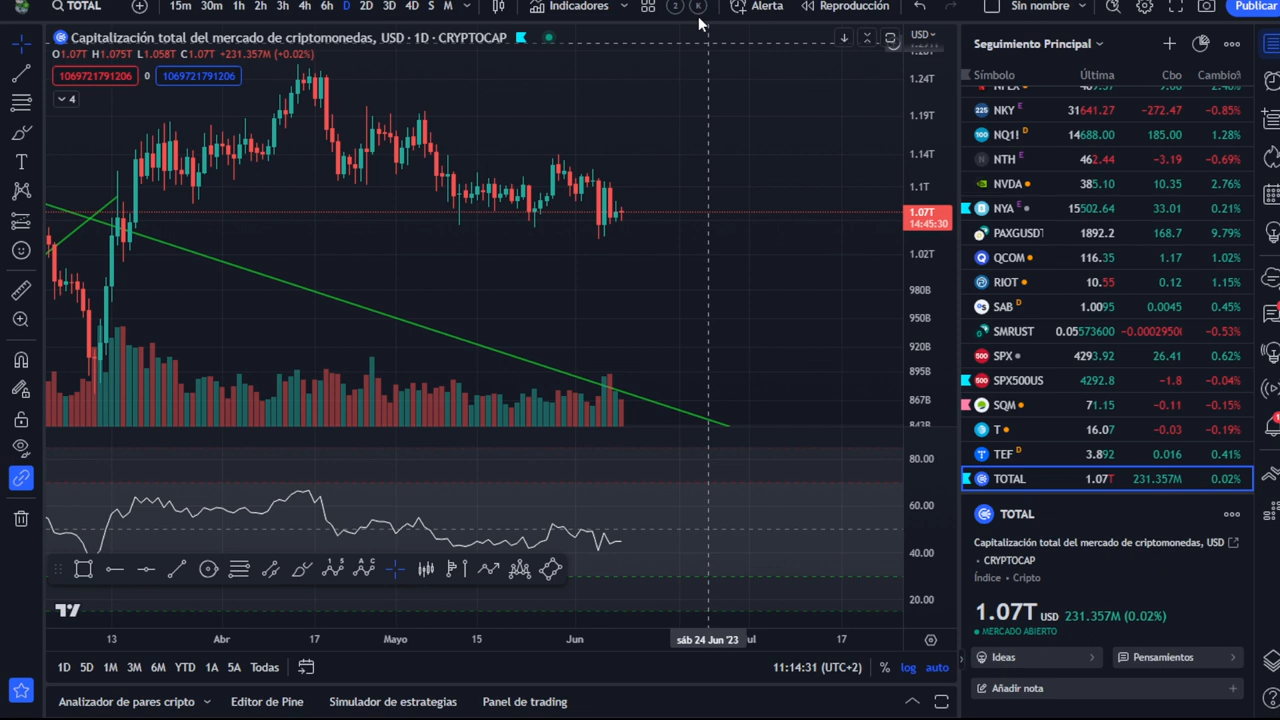 TOTAL 15m 30m 1h 2h 3h 4h 6h D 2D 3D 4D S M Indicadores 2 K Alerta Reproducción Sin nombre Publicar
Capitalización total del mercado de criptomonedas, USD · 1D · CRYPTOCAP
O1.07T H1.075T L1.058T C1.07T +231.357M (+0.02%)
1069721791206 0 1069721791206
4
USD
1.24T
1.19T
1.14T
1.1T
1.07T
14:45:30
1.02T
980B
950B
920B
895B
867B
843B
80.00
60.00
40.00
20.00
13 Abr 17 Mayo 15 Jun sáb 24 Jun '23 ul 17
1D 5D 1M 3M 6M YTD 1A 5A Todas 11:14:31 (UTC+2) % log auto
Analizador de pares cripto Editor de Pine Simulador de estrategias Panel de trading
Seguimiento Principal
Símbolo Última Cbo Cambio%
NKY E 31641.27 −272.47 −0.85%
NQ1! D 14688.00 185.00 1.28%
NTH E 462.44 −3.19 −0.69%
NVDA 385.10 10.35 2.76%
NYA E 15502.64 33.01 0.21%
PAXGUSDT 1892.2 168.7 9.79%
QCOM 116.35 1.17 1.02%
RIOT 10.55 0.12 1.15%
SAB D 1.0095 0.0045 0.45%
SMRUST 0.05573600 −0.0002950( −0.53%
SPX 4293.92 26.41 0.62%
SPX500US 4292.8 −1.8 −0.04%
SQM 71.15 −0.11 −0.15%
T 16.07 −0.03 −0.19%
TEF D 3.892 0.016 0.41%
TOTAL 1.07T 231.357M 0.02%
TOTAL
Capitalización total del mercado de criptomonedas, USD
• CRYPTOCAP
Índice • Cripto
1.07T USD 231.357M (0.02%)
MERCADO ABIERTO
Ideas Pensamientos
Añadir nota